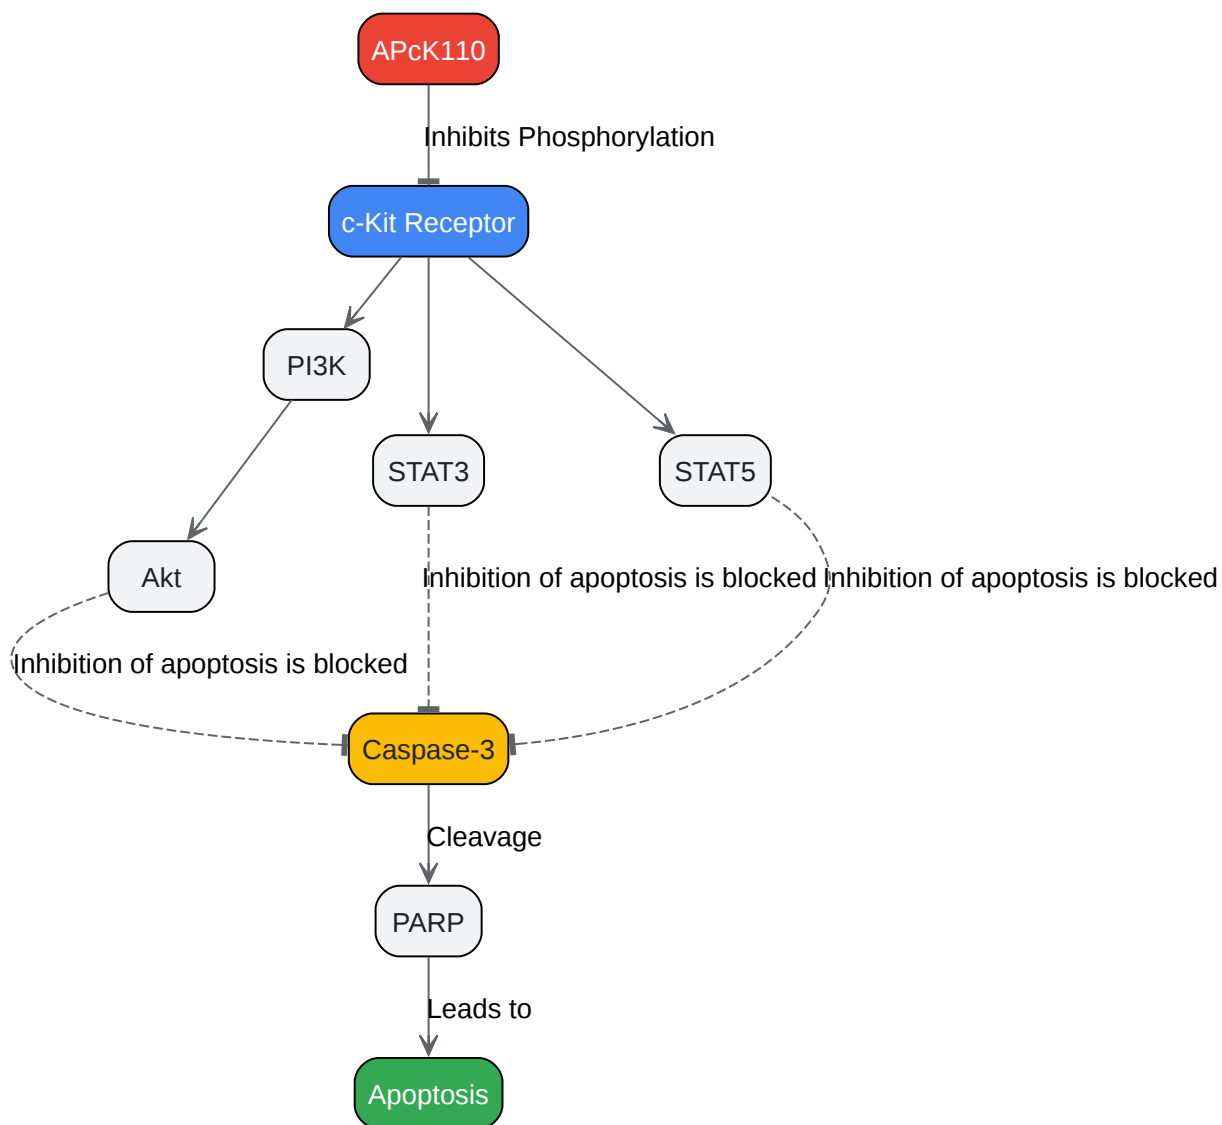 APcK110
Inhibits Phosphorylation
c-Kit Receptor
PI3K
STAT3
STAT5
Akt
Inhibition of apoptosis is blocked
Inhibition of apoptosis is blocked
Inhibition of apoptosis is blocked
Caspase-3
Cleavage
PARP
Leads to
Apoptosis